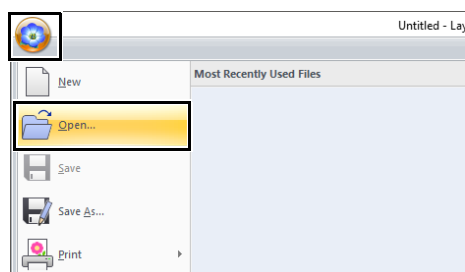 Untitled - Lay
New
Most Recently Used Files
Open...
Save
Save As...
Print